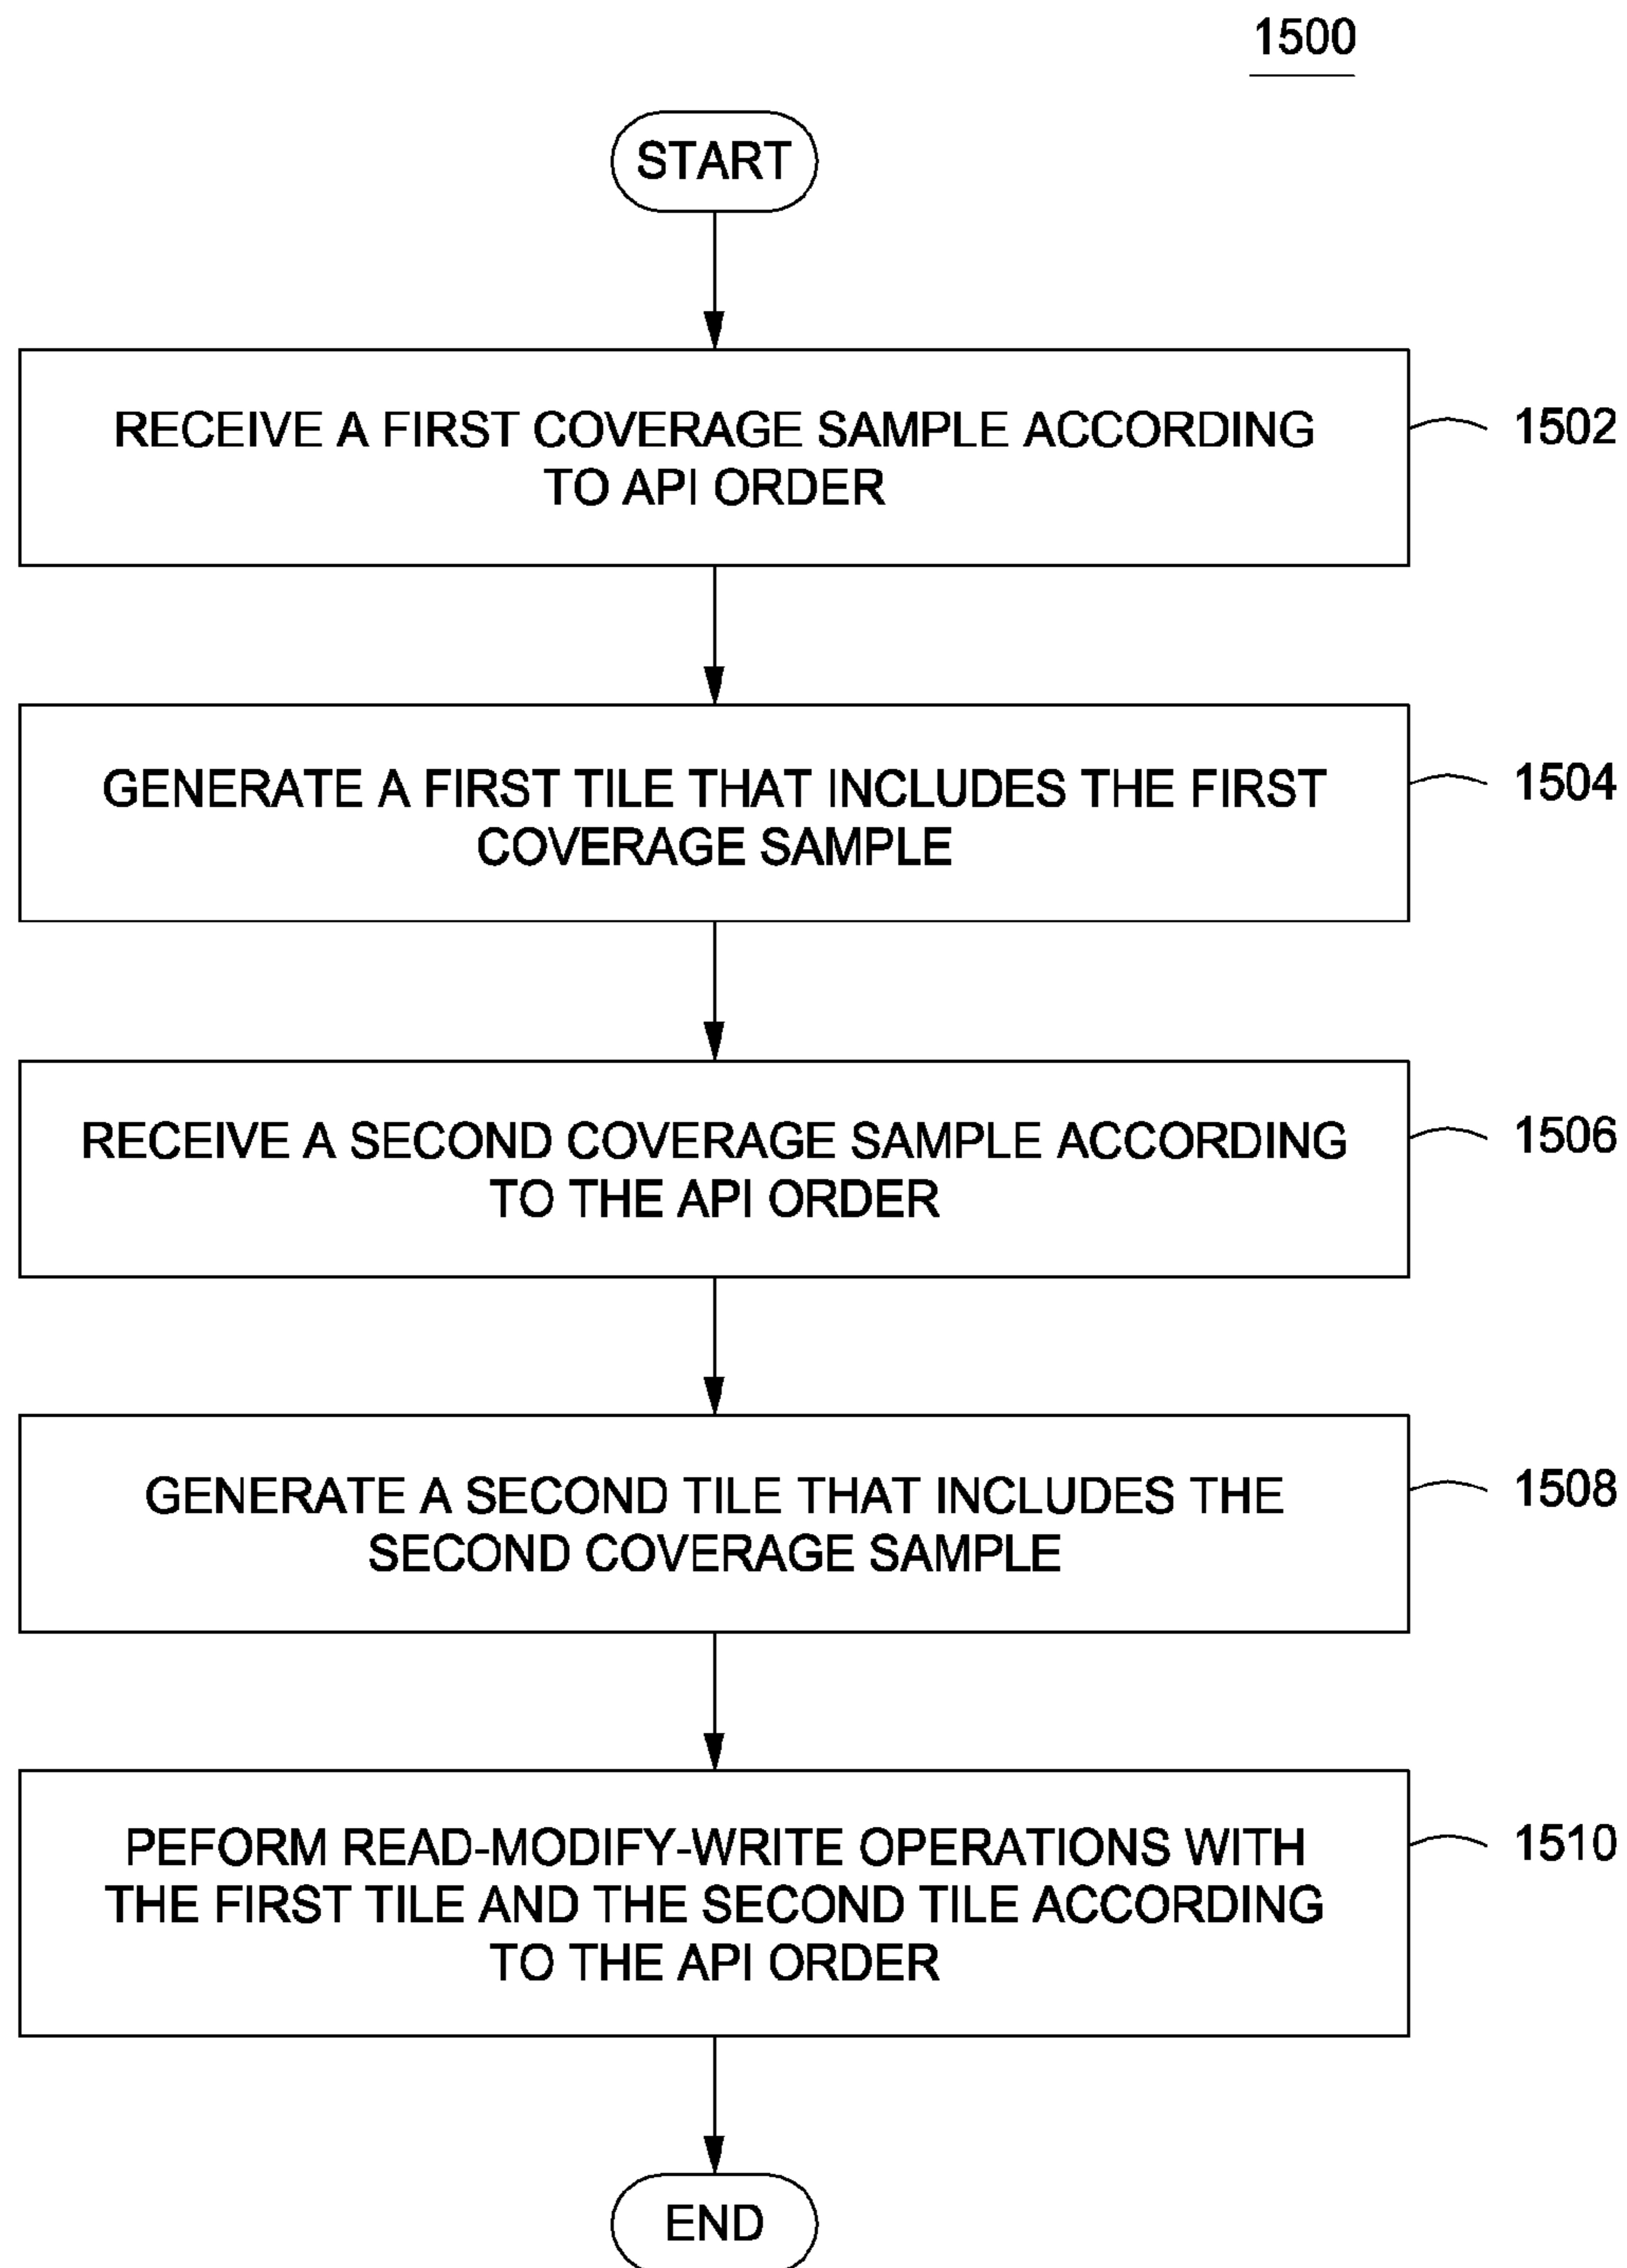 1500
START
RECEIVE A FIRST COVERAGE SAMPLE ACCORDING
TO API ORDER
1502
GENERATE A FIRST TILE THAT INCLUDES THE FIRST
COVERAGE SAMPLE
1504
RECEIVE A SECOND COVERAGE SAMPLE ACCORDING
TO THE API ORDER
1506
GENERATE A SECOND TILE THAT INCLUDES THE
SECOND COVERAGE SAMPLE
1508
PEFORM READ-MODIFY-WRITE OPERATIONS WITH
THE FIRST TILE AND THE SECOND TILE ACCORDING
TO THE API ORDER
1510
END